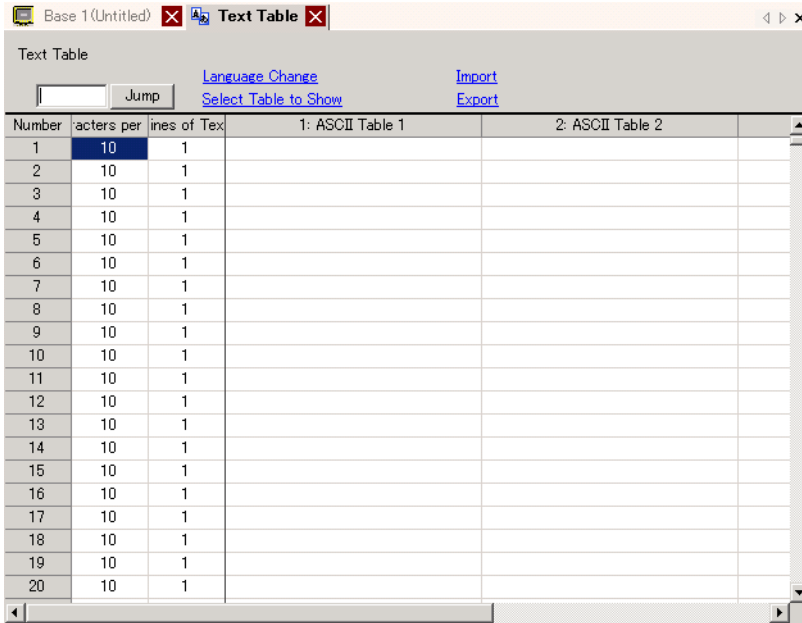 Base 1(Untitled) Text Table
Text Table
Language Change Import
Jump
Select Table to Show Export
Number acters per ines of Tex 1: ASCII Table 1 2: ASCII Table 2
1 10 1
2 10 1
3 10 1
4 10 1
5 10 1
6 10 1
7 10 1
8 10 1
9 10 1
10 10 1
11 10 1
12 10 1
13 10 1
14 10 1
15 10 1
16 10 1
17 10 1
18 10 1
19 10 1
20 10 1